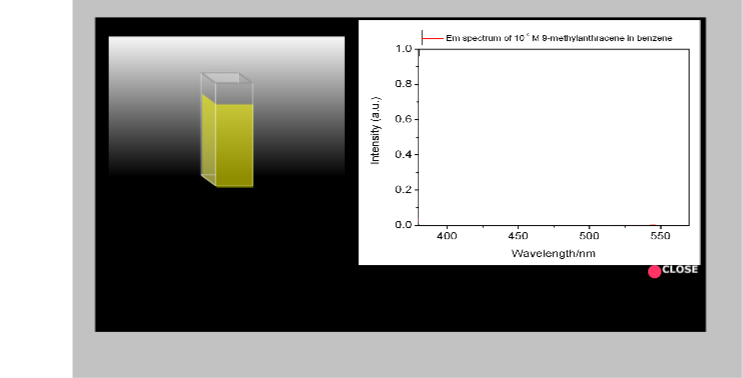 Em spectrum of 10⁻ M 9-methylanthracene in benzene
1.0
0.8
0.6
0.4
0.2
0.0
Intensity (a.u.)
400 450 500 550
Wavelength/nm
CLOSE